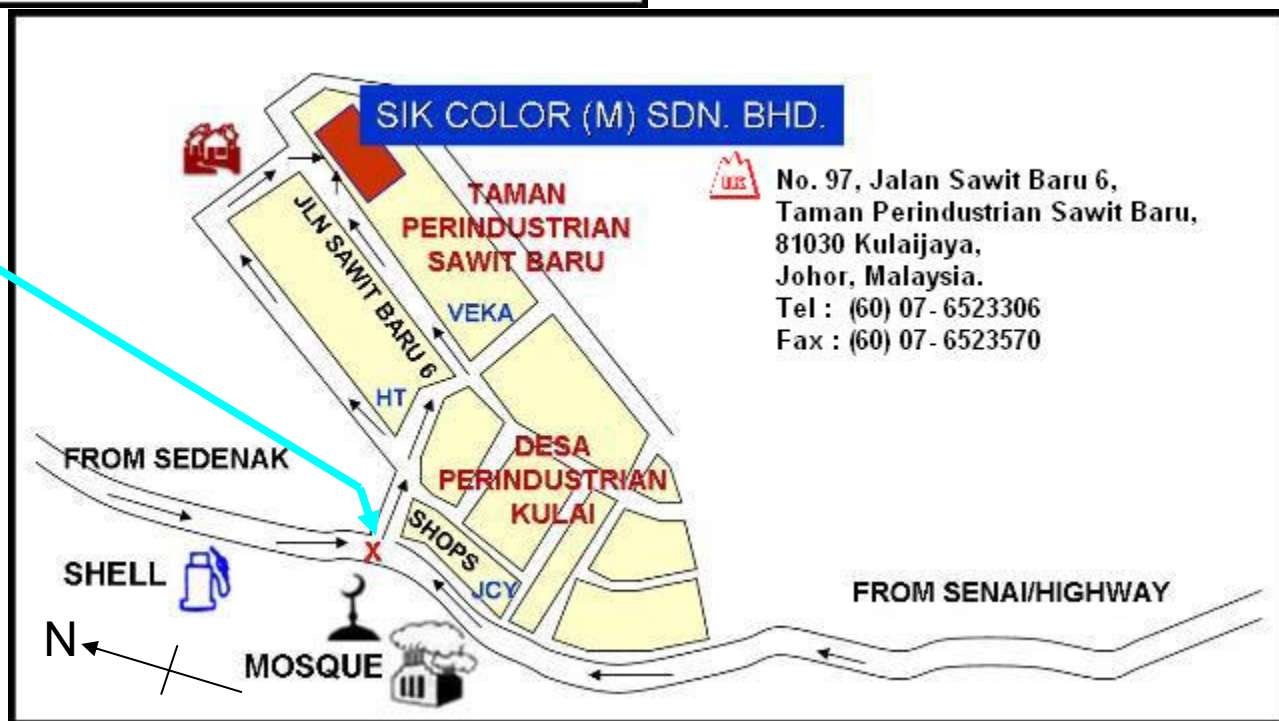 SIK COLOR (M) SDN. BHD.
No. 97, Jalan Sawit Baru 6,
Taman Perindustrian Sawit Baru,
81030 Kulaijaya,
Johor, Malaysia.
Tel : (60) 07- 6523306
Fax : (60) 07- 6523570
TAMAN
PERINDUSTRIAN
SAWIT BARU
JLN SAWIT BARU 6
VEKA
HT
FROM SEDENAK
DESA
PERINDUSTRIAN
KULAI
SHOPS
JCY
X
SHELL
FROM SENAI/HIGHWAY
N
MOSQUE